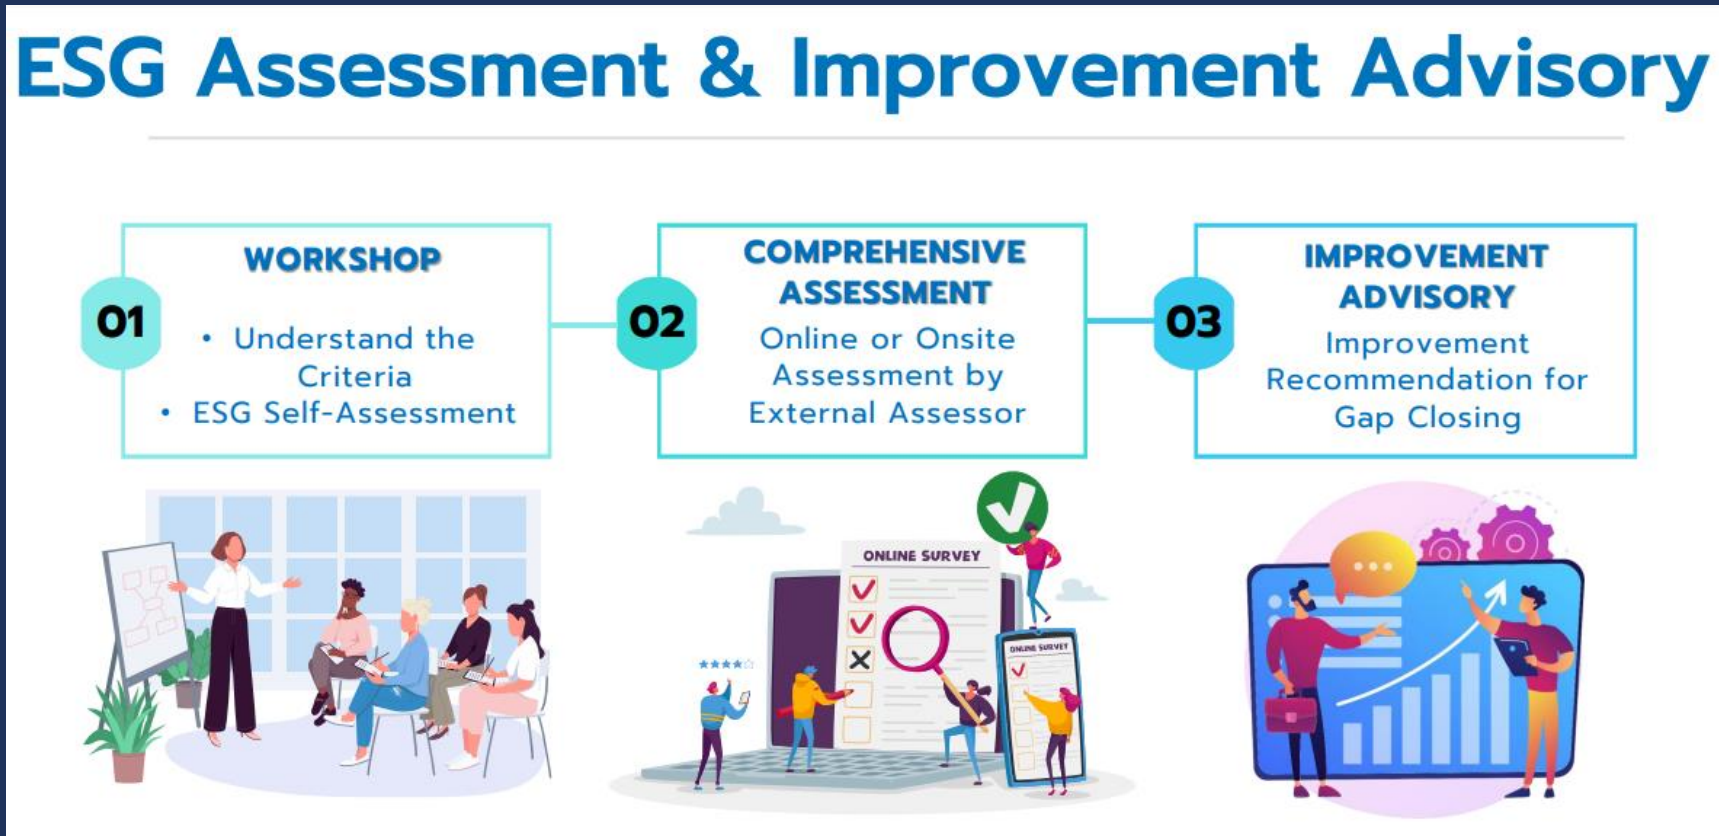 ESG Assessment & Improvement Advisory
01
WORKSHOP
• Understand the
Criteria
• ESG Self-Assessment
02
COMPREHENSIVE
ASSESSMENT
Online or Onsite
Assessment by
External Assessor
03
IMPROVEMENT
ADVISORY
Improvement
Recommendation for
Gap Closing
ONLINE SURVEY
ONLINE SURVEY